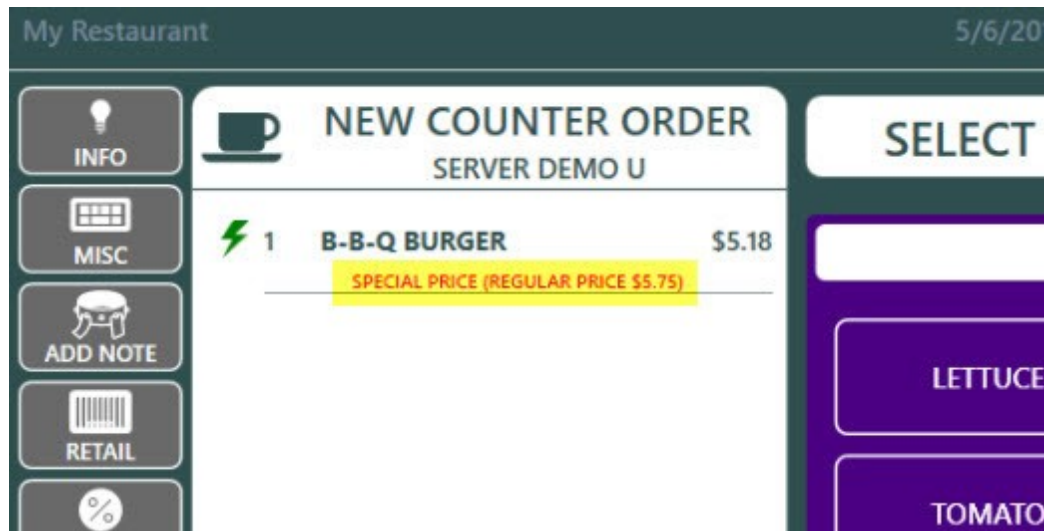 My Restaurant
5/6/20
INFO
MISC
ADD NOTE
RETAIL
%
NEW COUNTER ORDER
SERVER DEMO U
1 B-B-Q BURGER $5.18
SPECIAL PRICE (REGULAR PRICE $5.75)
SELECT
LETTUCE
TOMATO